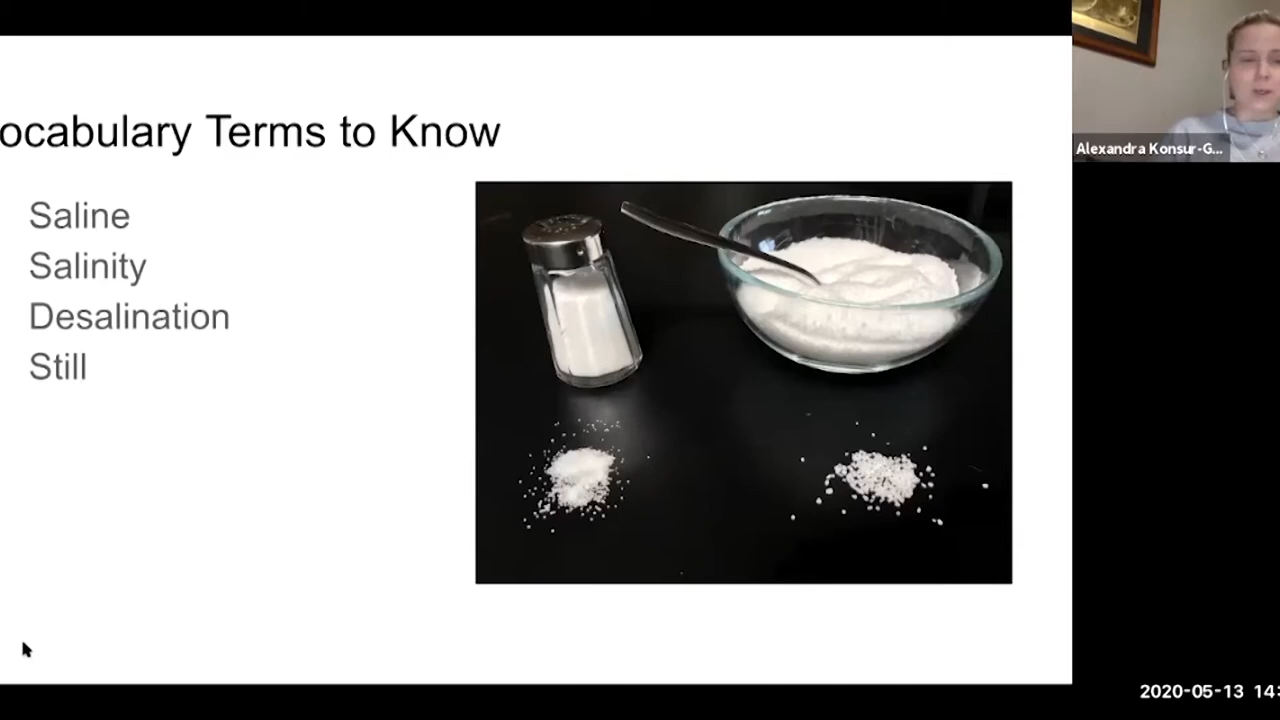 ocabulary Terms to Know
Saline
Salinity
Desalination
Still
Alexandra Konsur-G...
2020-05-13 14: